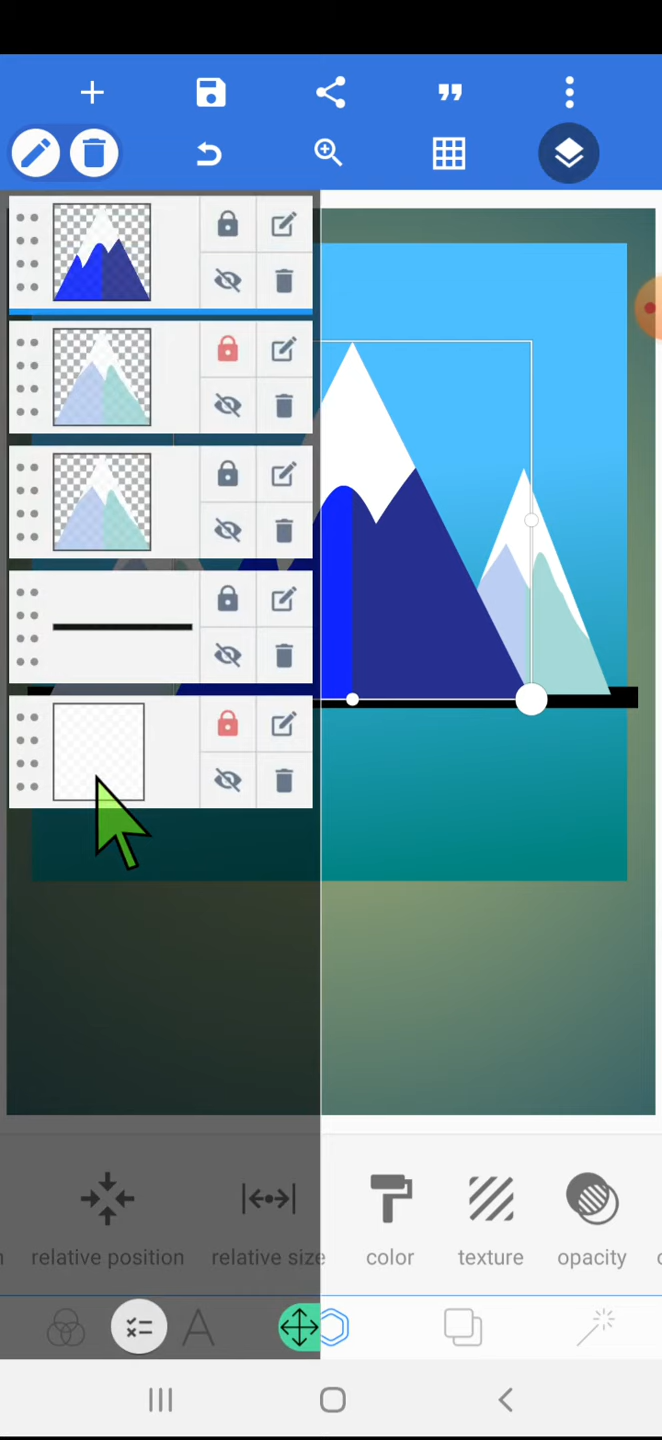 relative position
relative size
color
texture
opacity